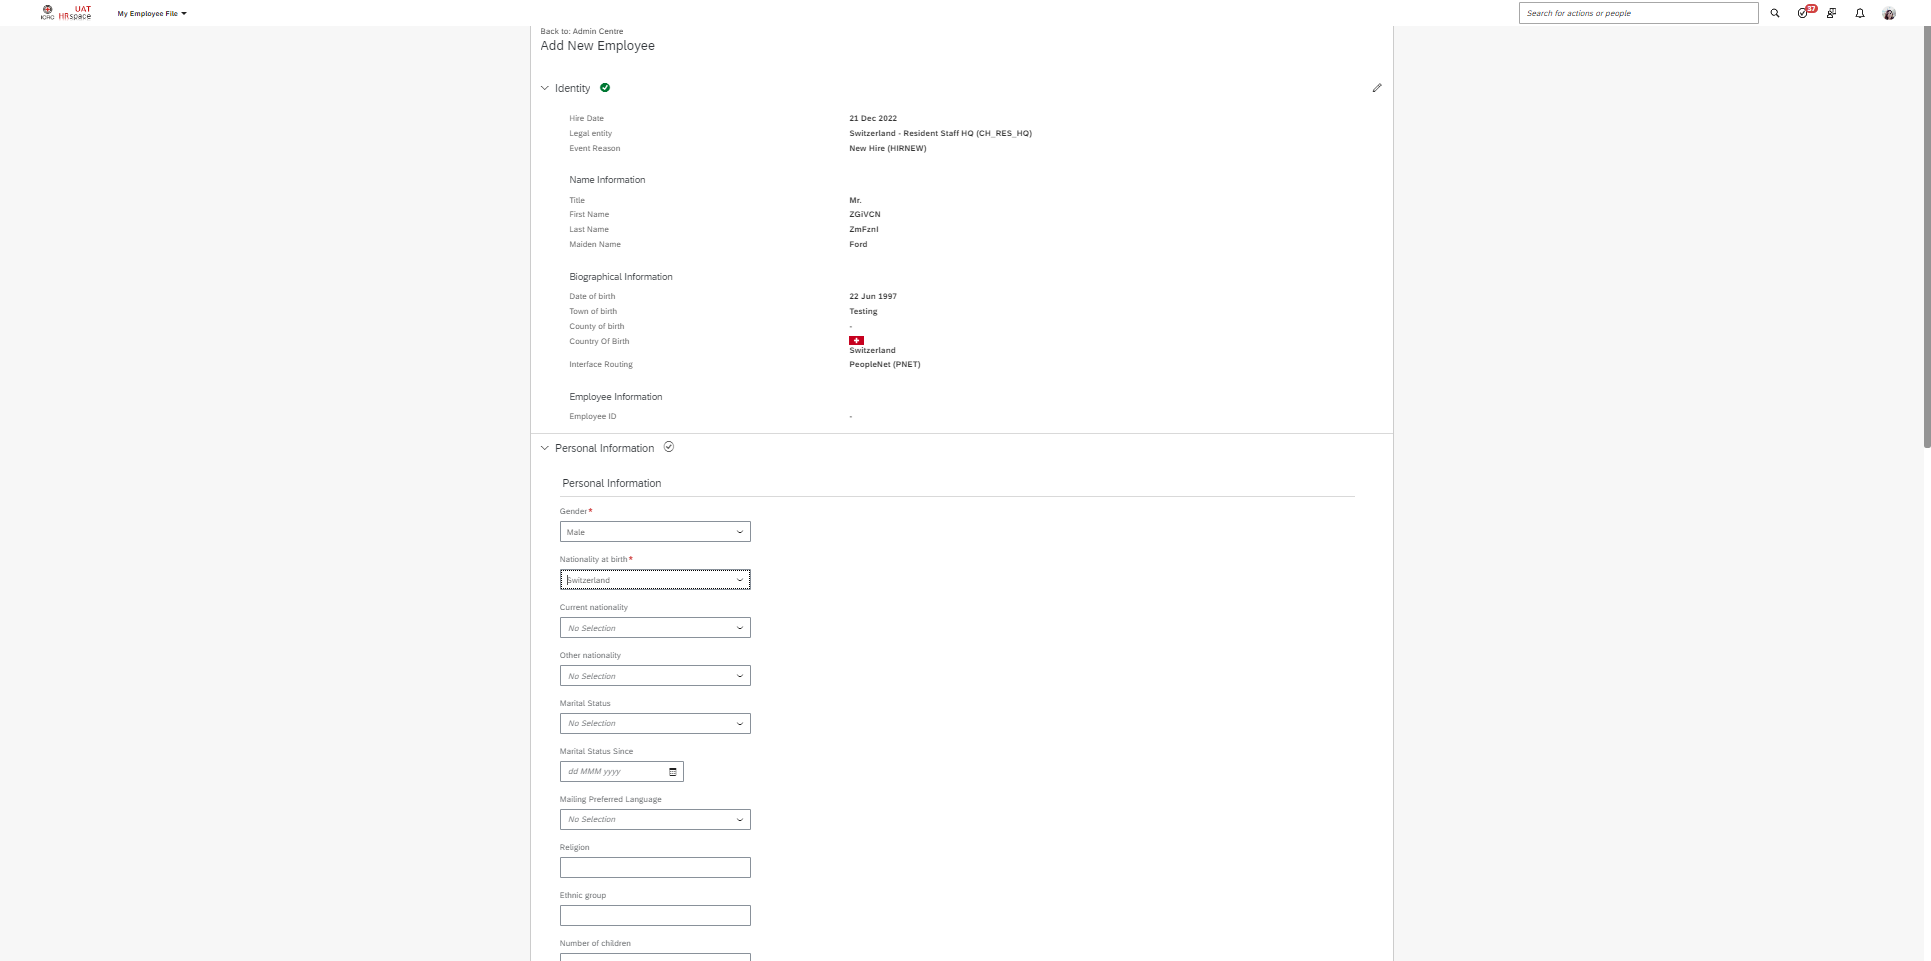 UAT
ICRC HRspace
My Employee File
Search for actions or people
37
Back to: Admin Centre
Add New Employee
Identity
Hire Date 21 Dec 2022
Legal entity Switzerland - Resident Staff HQ (CH_RES_HQ)
Event Reason New Hire (HIRNEW)
Name Information
Title Mr.
First Name ZGiVCN
Last Name
Maiden Name Ford
Biographical Information
Date of birth 22 Jun 1997
Town of birth Testing
County of birth -
Country Of Birth
Switzerland
Interface Routing PeopleNet (PNET)
Employee Information
Employee ID -
Personal Information
Personal Information
Gender*
Male
Nationality at birth*
Switzerland
Current nationality
No Selection
Other nationality
No Selection
Marital Status
No Selection
Marital Status Since
dd MMM yyyy
Mailing Preferred Language
No Selection
Religion
Ethnic group
Number of children